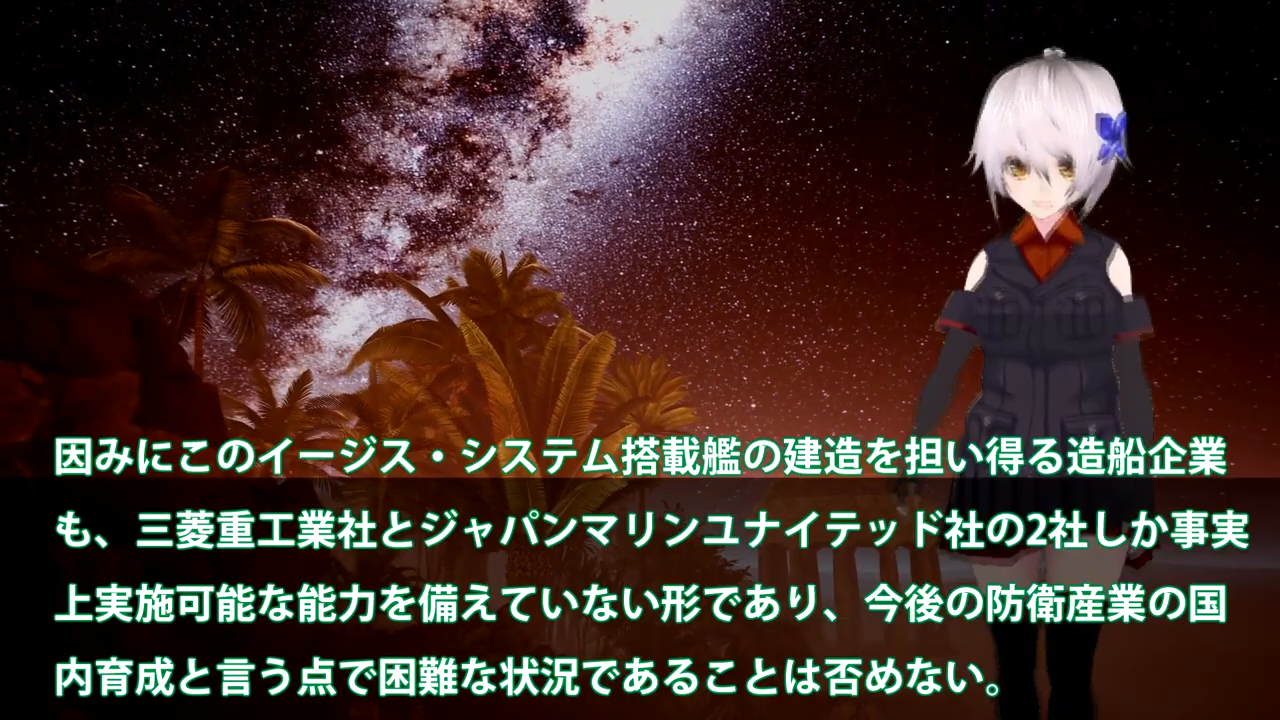 因みにこのイージス・システム搭載艦の建造を担い得る造船企業
も、三菱重工業社とジャパンマリンユナイテッド社の2社しか事実
上実施可能な能力を備えていない形であり、今後の防衛産業の国
内育成と言う点で困難な状況であることは否めない。